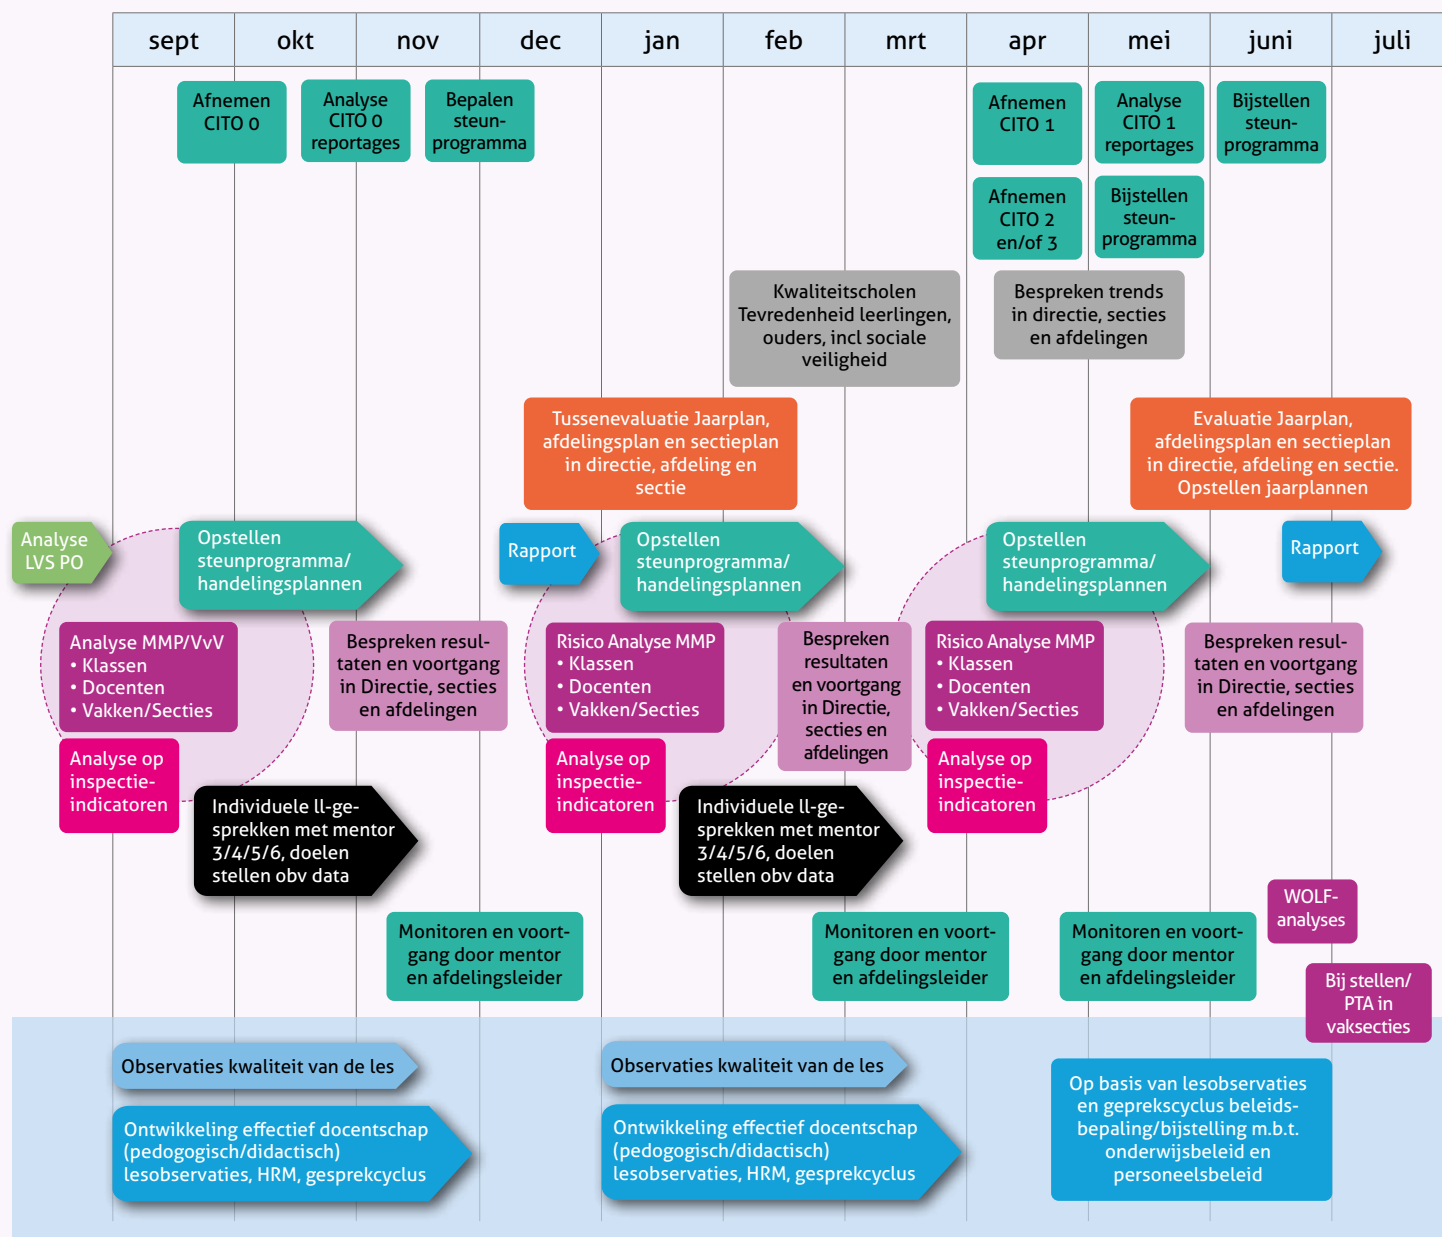 sept okt nov dec jan feb mrt apr mei juni juli
Afnemen
CITO 0
Analyse
CITO 0
reportages
Bepalen
steun-
programma
Afnemen
CITO 1
Analyse
CITO 1
reportages
Bijstellen
steun-
programma
Afnemen
CITO 2
en/of 3
Bijstellen
steun-
programma
Kwaliteitscholen
Tevredenheid leerlingen,
ouders, incl sociale
veiligheid
Bespreken trends
in directie, secties
en afdelingen
Tussenevaluatie Jaarplan,
afdelingsplan en sectieplan
in directie, afdeling en
sectie
Evaluatie Jaarplan,
afdelingsplan en sectieplan
in directie, afdeling en sectie.
Opstellen jaarplannen
Analyse
LVS PO
Opstellen
steunprogramma/
handelingsplannen
Rapport
Opstellen
steunprogramma/
handelingsplannen
Opstellen
steunprogramma/
handelingsplannen
Rapport
Analyse MMP/VvV
• Klassen
• Docenten
• Vakken/Secties
Bespreken resul-
taten en voortgang
in Directie, secties
en afdelingen
Risico Analyse MMP
• Klassen
• Docenten
• Vakken/Secties
Bespreken
resultaten
en voortgang
in Directie,
secties en
afdelingen
Risico Analyse MMP
• Klassen
• Docenten
• Vakken/Secties
Bespreken resul-
taten en voortgang
in Directie, secties
en afdelingen
Analyse op
inspectie-
indicatoren
Analyse op
inspectie-
indicatoren
Analyse op
inspectie-
indicatoren
Individuele ll-ge-
sprekken met mentor
3/4/5/6, doelen
stellen obv data
Individuele ll-ge-
sprekken met mentor
3/4/5/6, doelen
stellen obv data
WOLF-
analyses
Monitoren en voort-
gang door mentor
en afdelingsleider
Monitoren en voort-
gang door mentor
en afdelingsleider
Monitoren en voort-
gang door mentor
en afdelingsleider
Bij stellen/
PTA in
vaksecties
Observaties kwaliteit van de les
Observaties kwaliteit van de les
Ontwikkeling effectief docentschap
(pedogogisch/didactisch)
lesobservaties, HRM, gesprekcyclus
Ontwikkeling effectief docentschap
(pedogogisch/didactisch)
lesobservaties, HRM, gesprekcyclus
Op basis van lesobservaties
en geprekscyclus beleids-
bepaling/bijstelling m.b.t.
onderwijsbeleid en
personeelsbeleid